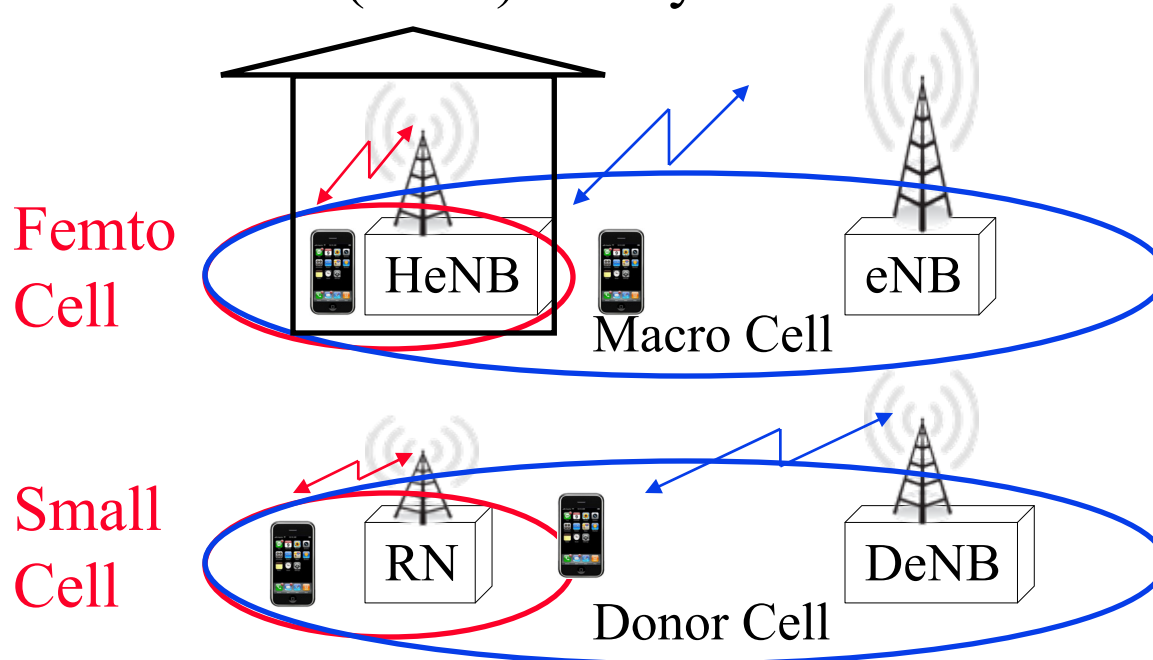 Femto
Cell
HeNB
eNB
Macro Cell
Small
Cell
RN
DeNB
Donor Cell